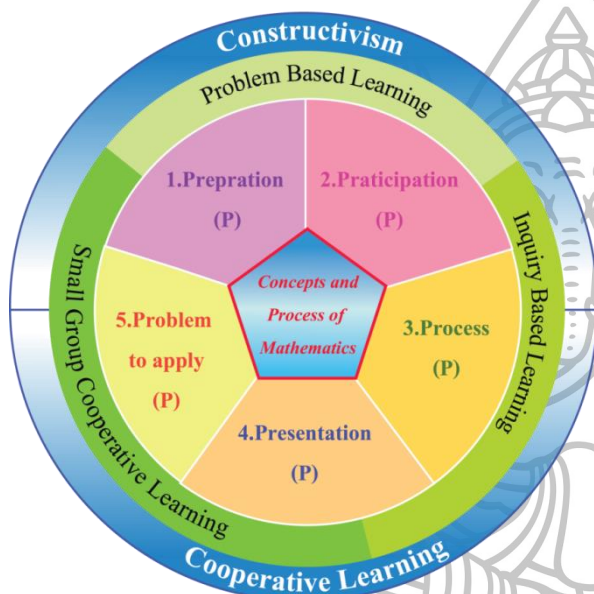 Constructivism
Problem Based Learning
1.Prepration
(P)
2.Praticipation
(P)
Inquiry Based Learning
Small Group Cooperative Learning
Concepts and
Process of
Mathematics
5.Problem
to apply
(P)
3.Process
(P)
4.Presentation
(P)
Cooperative Learning